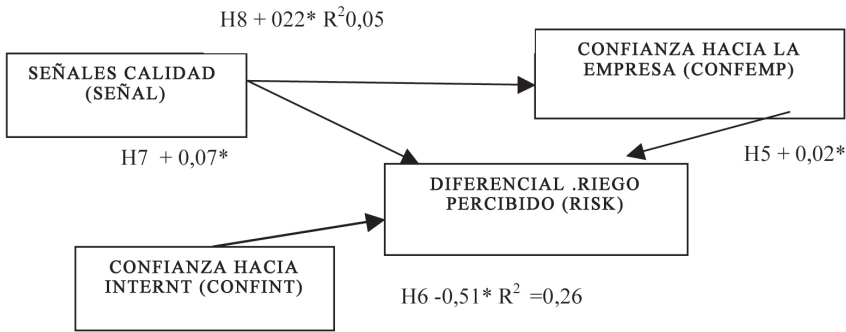 H8 + 022* R²0,05
SEÑALES CALIDAD
(SEÑAL)
CONFIANZA HACIA LA
EMPRESA (CONFEMP)
H7 + 0,07*
H5 + 0,02*
DIFERENCIAL .RIEGO
PERCIBIDO (RISK)
CONFIANZA HACIA
INTERNT (CONFINT)
H6 -0,51* R² =0,26